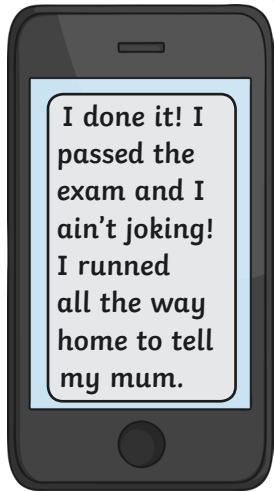 I done it! I
passed the
exam and I
ain't joking!
I runned
all the way
home to tell
my mum.